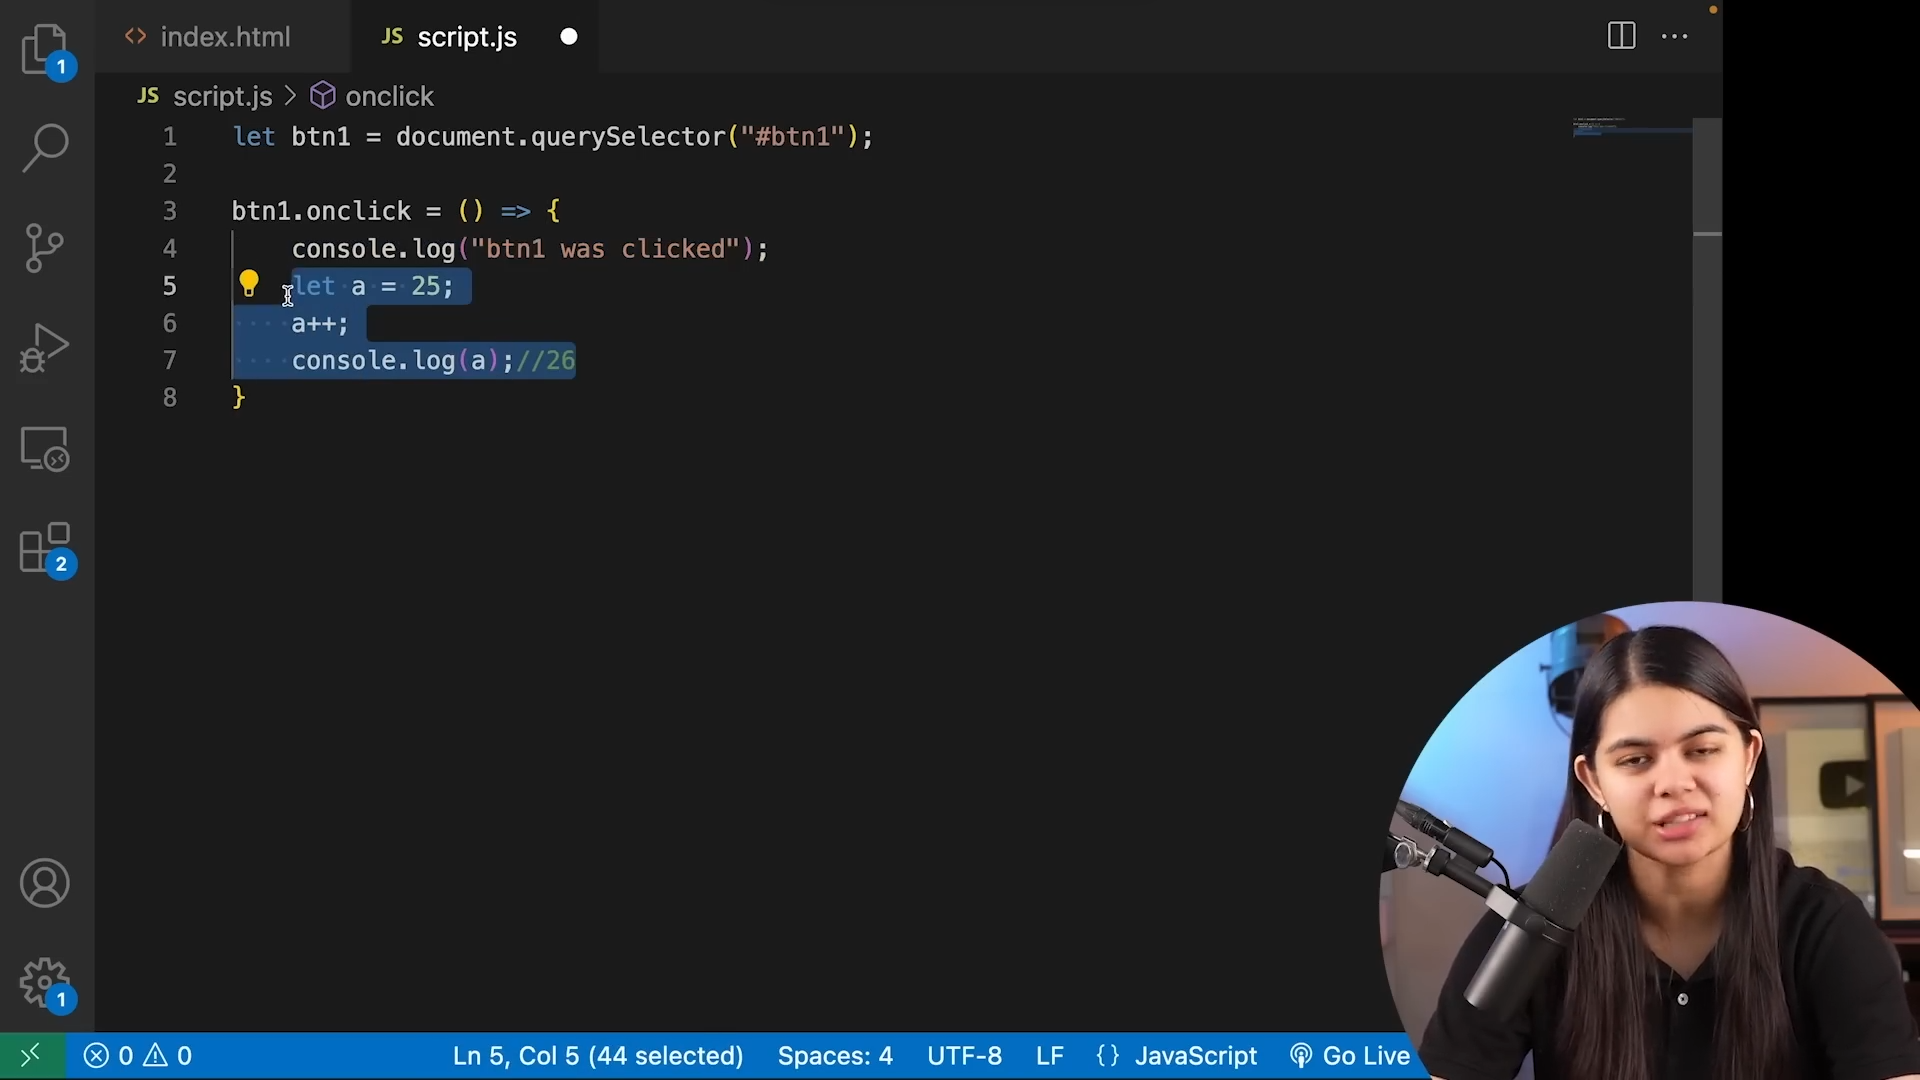 1
index.html
JS script.js
JS script.js > onclick
1 let btn1 = document.querySelector("#btn1");
2
3 btn1.onclick = () => {
4 console.log("btn1 was clicked");
5 let a = 25;
6 a++;
7 console.log(a);//26
8 }
2
1
0 0 Ln 5, Col 5 (44 selected) Spaces: 4 UTF-8 LF {} JavaScript Go Live